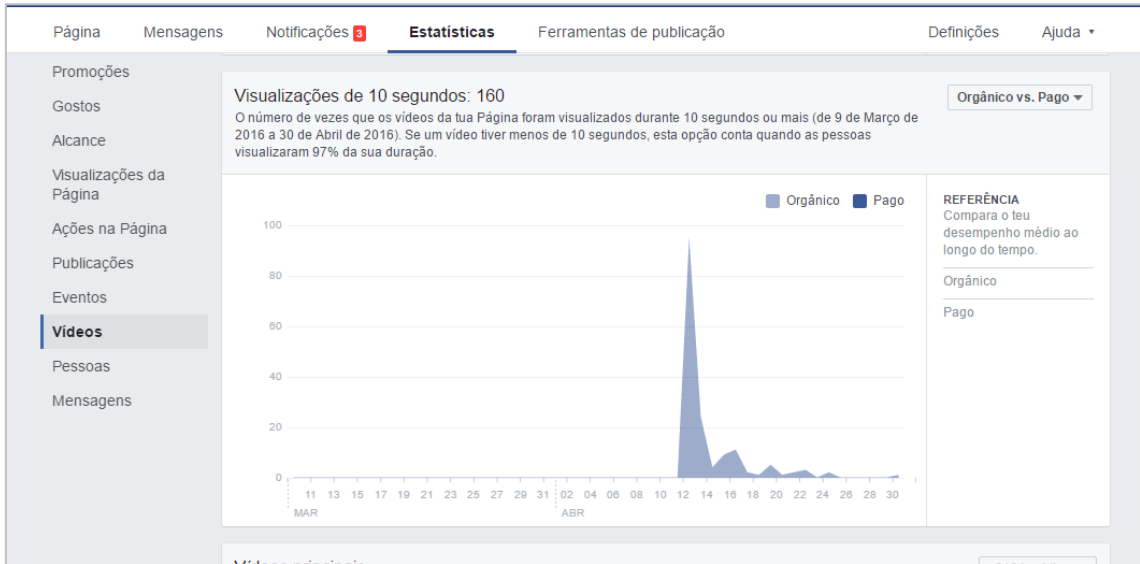 Página Mensagens Notificações 3 Estatísticas Ferramentas de publicação Definições Ajuda
Promoções
Gostos
Alcance
Visualizações da
Página
Ações na Página
Publicações
Eventos
Vídeos
Pessoas
Mensagens
Visualizações de 10 segundos: 160
O número de vezes que os vídeos da tua Página foram visualizados durante 10 segundos ou mais (de 9 de Março de
2016 a 30 de Abril de 2016). Se um vídeo tiver menos de 10 segundos, esta opção conta quando as pessoas
visualizaram 97% da sua duração.
Orgânico vs. Pago
Orgânico Pago
100
80
60
40
20
0
11 13 15 17 19 21 23 25 27 29 31 02 04 06 08 10 12 14 16 18 20 22 24 26 28 30
MAR ABR
REFERÊNCIA
Compara o teu
desempenho médio ao
longo do tempo.
Orgânico
Pago
Vídeos principais